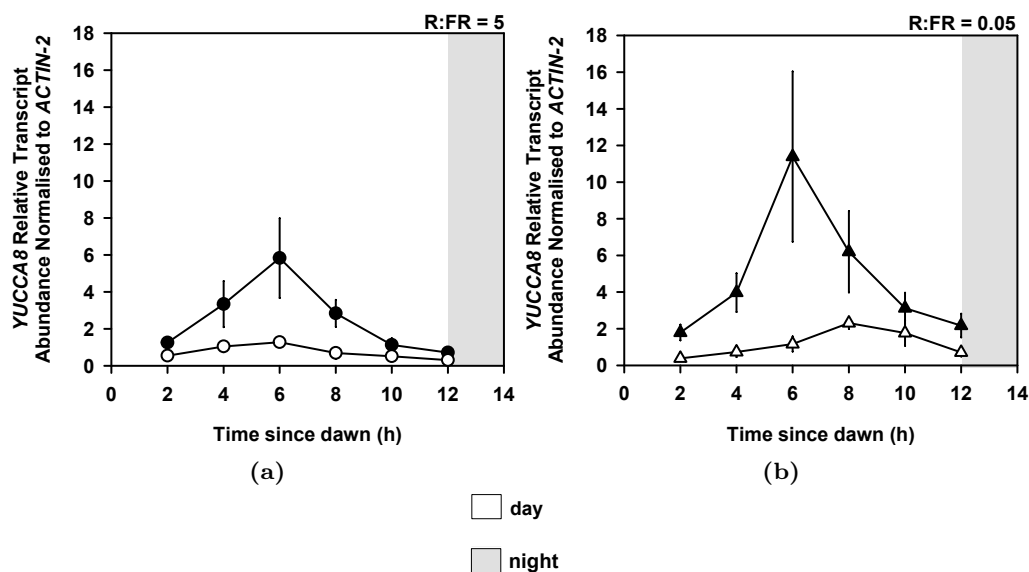 R:FR = 5
YUCCA8 Relative Transcript
Abundance Normalised to ACTIN-2
18
16
14
12
10
8
6
4
2
0
0 2 4 6 8 10 12 14
Time since dawn (h)
(a)
R:FR = 0.05
YUCCA8 Relative Transcript
Abundance Normalised to ACTIN-2
18
16
14
12
10
8
6
4
2
0
0 2 4 6 8 10 12 14
Time since dawn (h)
(b)
day
night